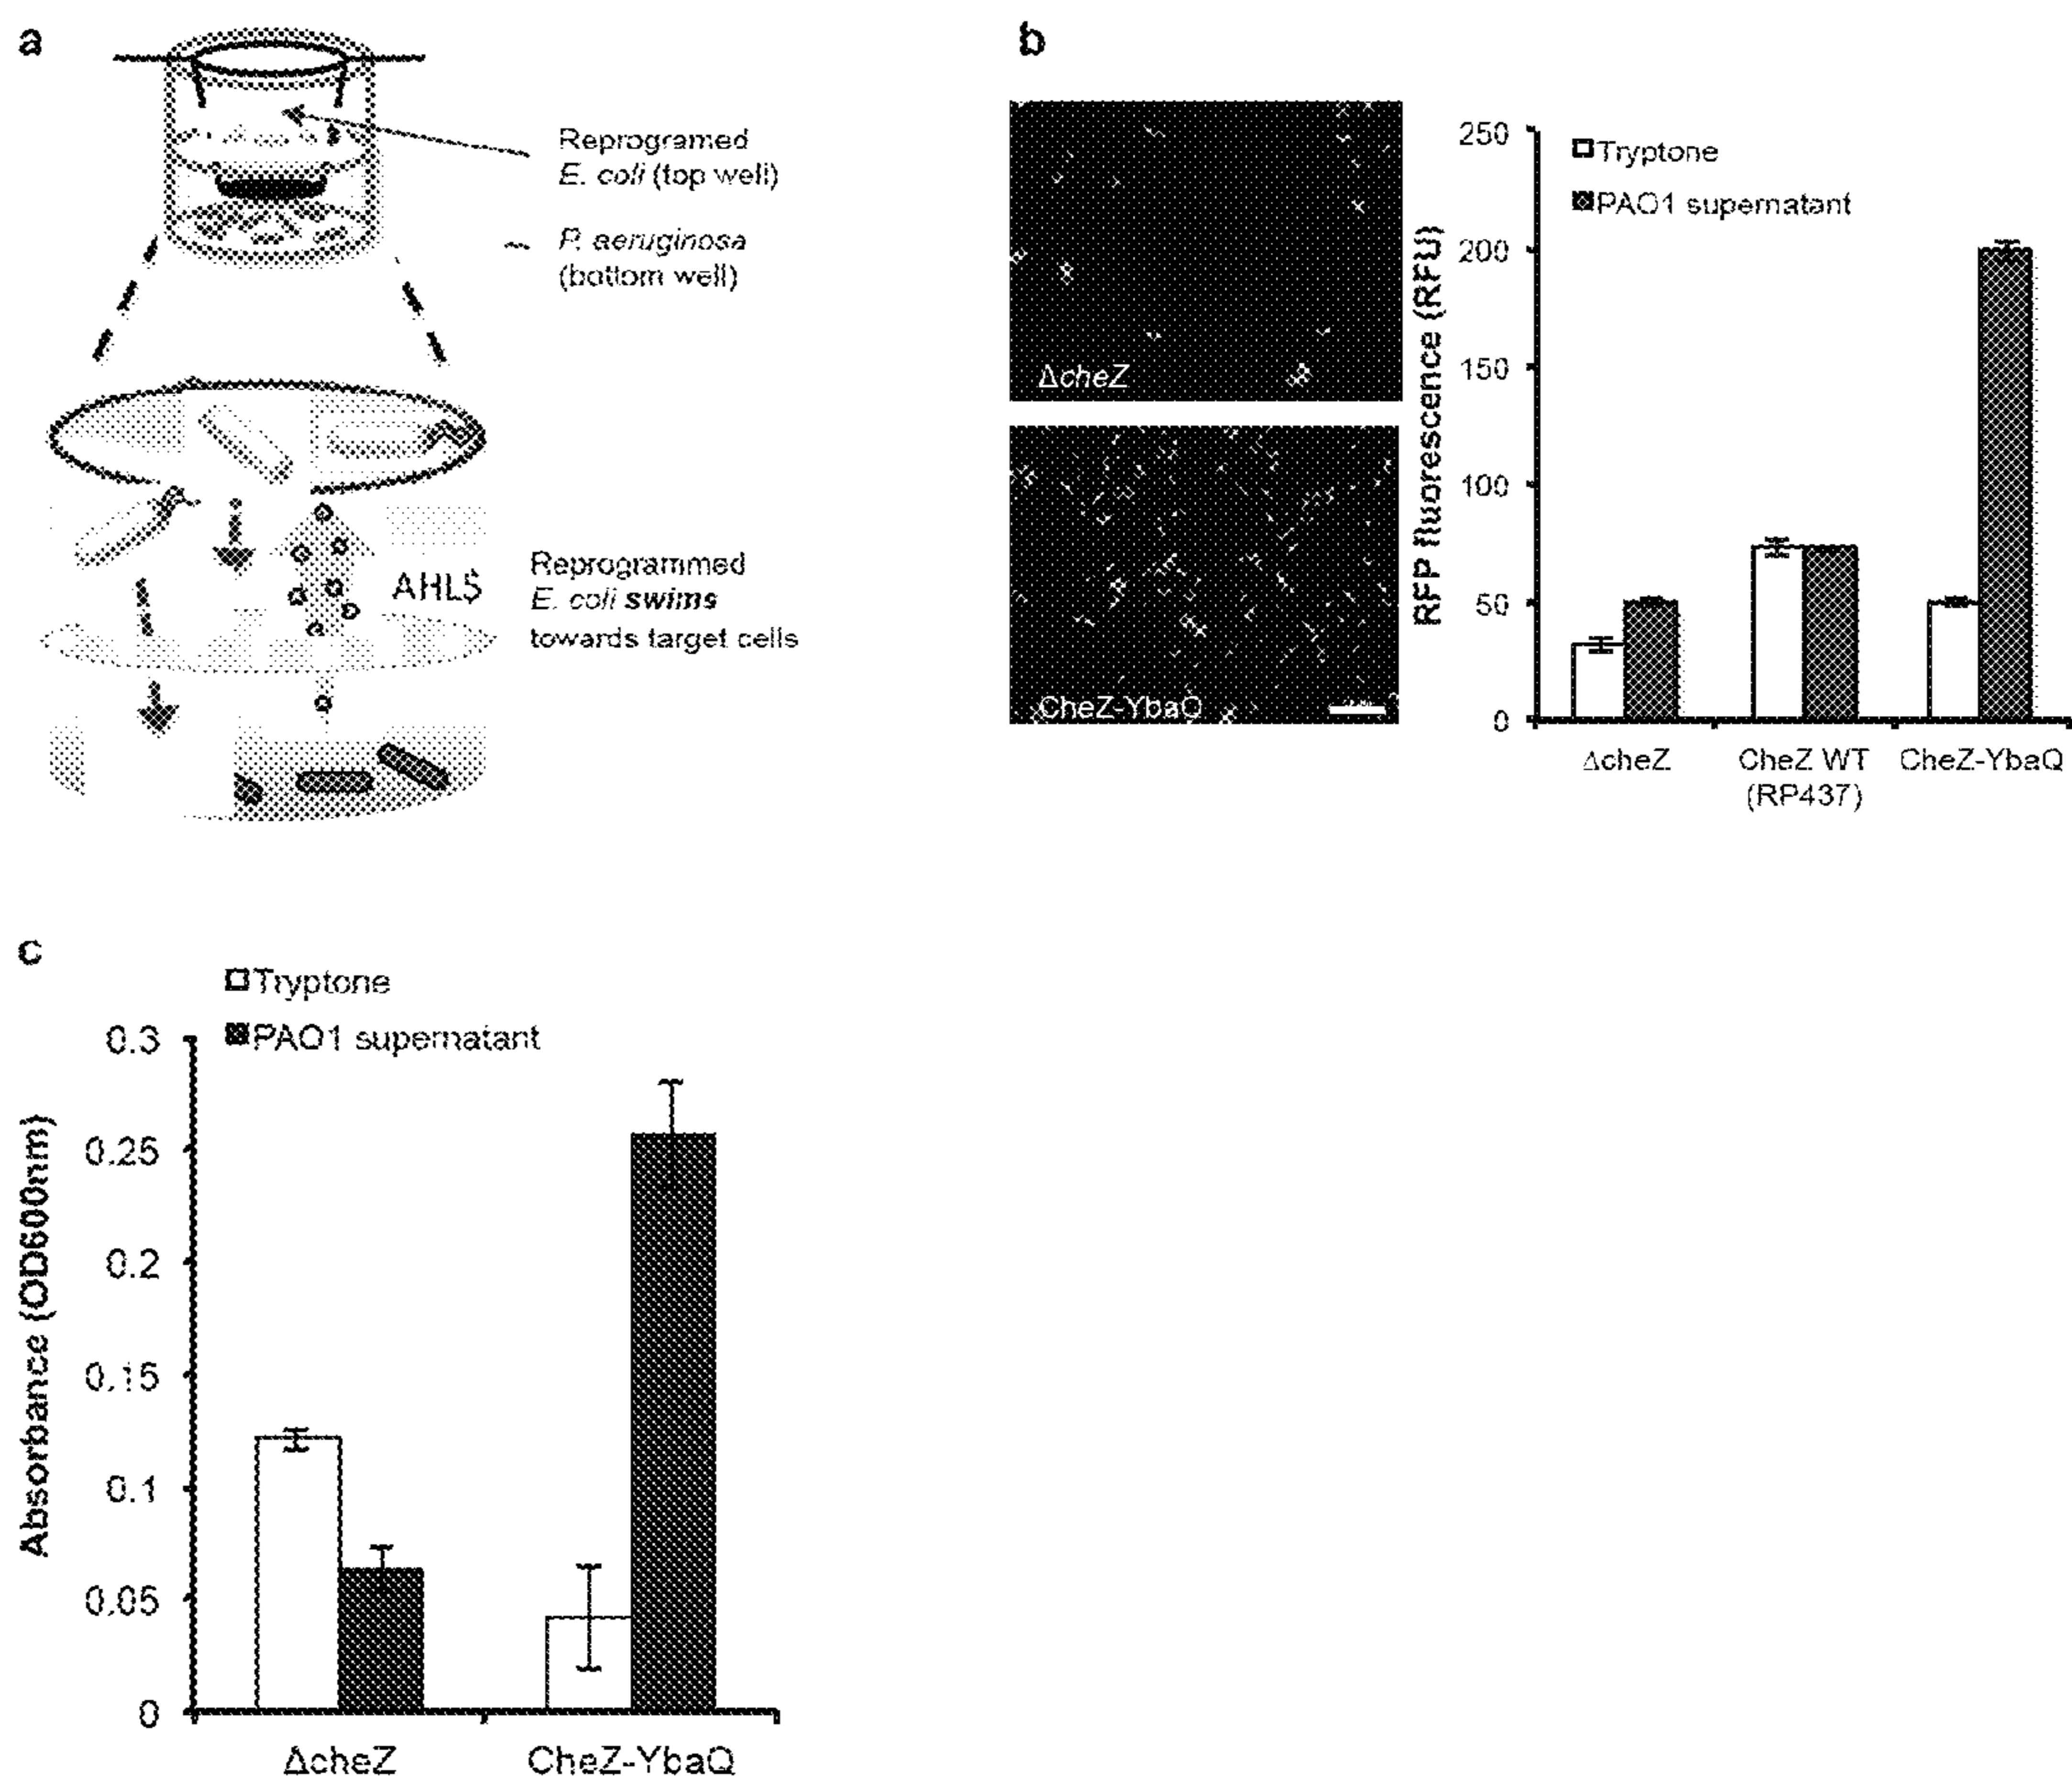 a
Reprogramed
E. coli (top well)
P. aeruginosa
(bottom well)
AHLS
Reprogrammed
E. coli swims
towards target cells
b
ΔcheZ
CheZ-YbaQ
RFP fluorescence (RFU)
250
200
150
100
50
0
Tryptone
PAO1 supernatant
ΔcheZ
CheZ WT
(RP437)
CheZ-YbaQ
c
Tryptone
PAO1 supernatant
Absorbance (OD600nm)
0.3
0.25
0.2
0.15
0.1
0.05
0
ΔcheZ
CheZ-YbaQ